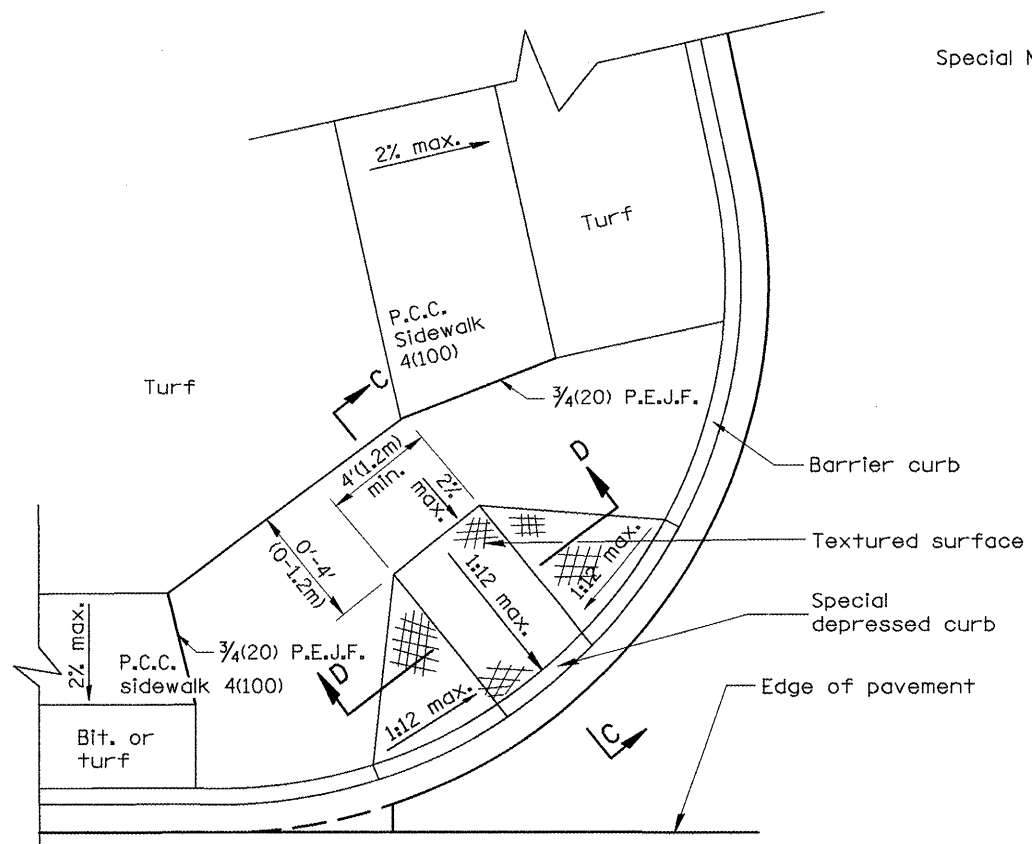 Special
2% max.
Turf
P.C.C.
Sidewalk
4(100)
Turf
C
3/4(20) P.E.J.F.
4'(1.2m)
min.
2%
max.
D
Barrier curb
0'-4'
(0-1.2m)
Textured surface
1:12 max.
1:12 max.
Special
depressed curb
2% max.
3/4(20) P.E.J.F.
P.C.C.
sidewalk 4(100)
D
Edge of pavement
1:12 max.
C
Bit. or
turf